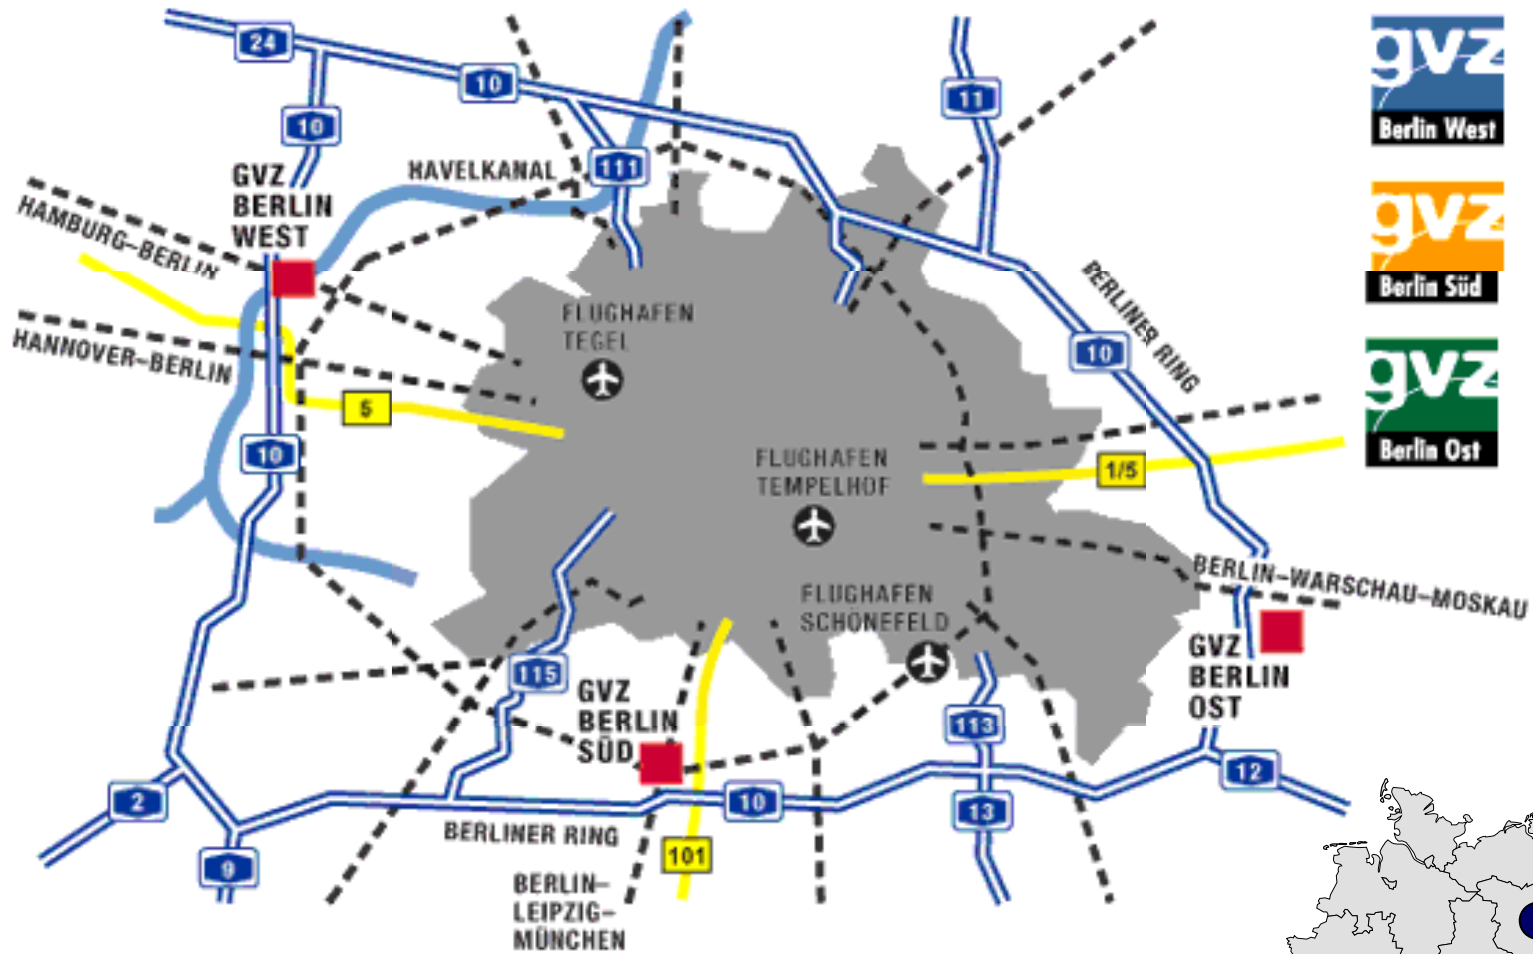 24
10
11
gvz
Berlin West
10
111
HAVELKANAL
GVZ
BERLIN
WEST
HAMBURG–BERLIN
gvz
Berlin Süd
BERLINER RING
FLUGHAFEN
TEGEL
HANNOVER–BERLIN
10
gvz
Berlin Ost
5
10
FLUGHAFEN
TEMPELHOF
1/5
FLUGHAFEN
SCHÖNEFELD
BERLIN–WARSCHAU–MOSKAU
GVZ
BERLIN
OST
115
GVZ
BERLIN
SÜD
113
12
2
10
13
BERLINER RING
101
9
BERLIN–
LEIPZIG–
MÜNCHEN